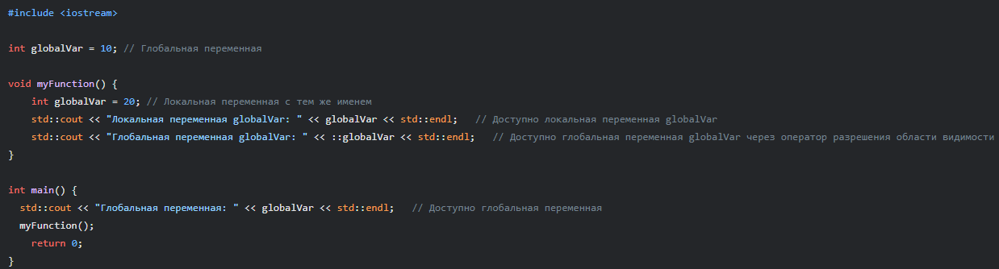 #include <iostream>
int globalVar = 10; // Глобальная переменная
void myFunction() {
    int globalVar = 20; // Локальная переменная с тем же именем
    std::cout << "Локальная переменная globalVar: " << globalVar << std::endl;   // Доступно локальная переменная globalVar
    std::cout << "Глобальная переменная globalVar: " << ::globalVar << std::endl;   // Доступно глобальная переменная globalVar через оператор разрешения области видимости
}
int main() {
  std::cout << "Глобальная переменная: " << globalVar << std::endl;   // Доступно глобальная переменная
  myFunction();
    return 0;
}